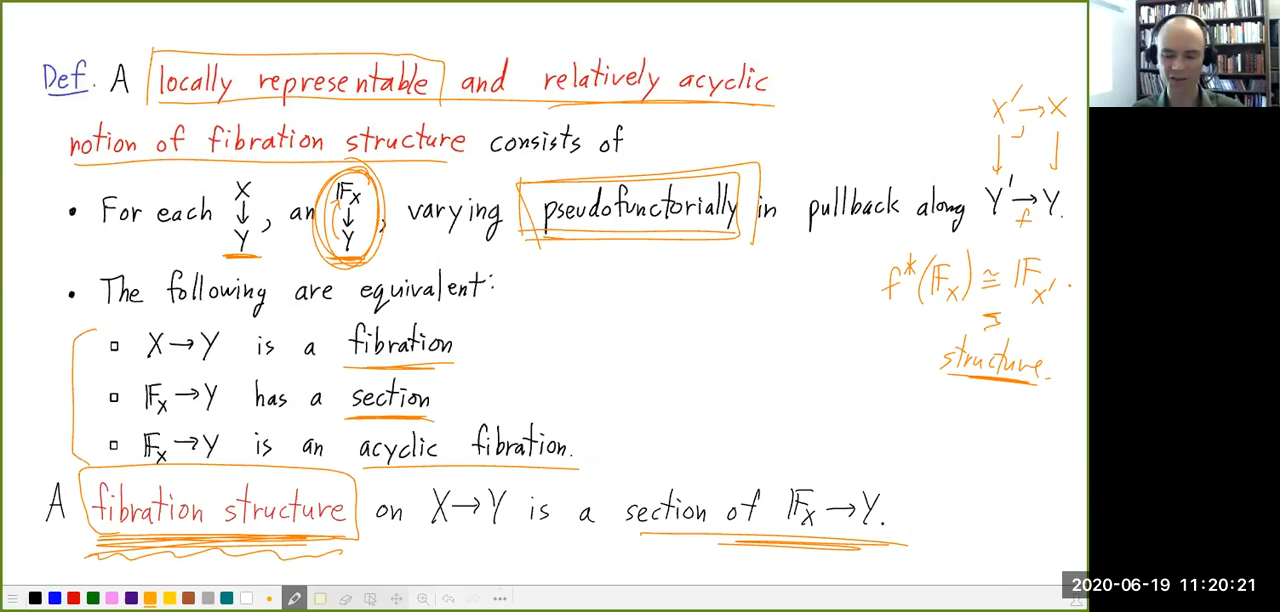 Def. A locally representable and relatively acyclic
notion of fibration structure consists of
• For each X ↓ Y, an 𝔽_X ↓ Y, varying pseudofunctorially in pullback along Y' →f Y.
X' → X
f*(𝔽_X) ≅ 𝔽_X'.
structure.
• The following are equivalent:
▫ X → Y is a fibration
▫ 𝔽_X → Y has a section
▫ 𝔽_X → Y is an acyclic fibration.
A fibration structure on X → Y is a section of 𝔽_X → Y.
2020-06-19 11:20:21